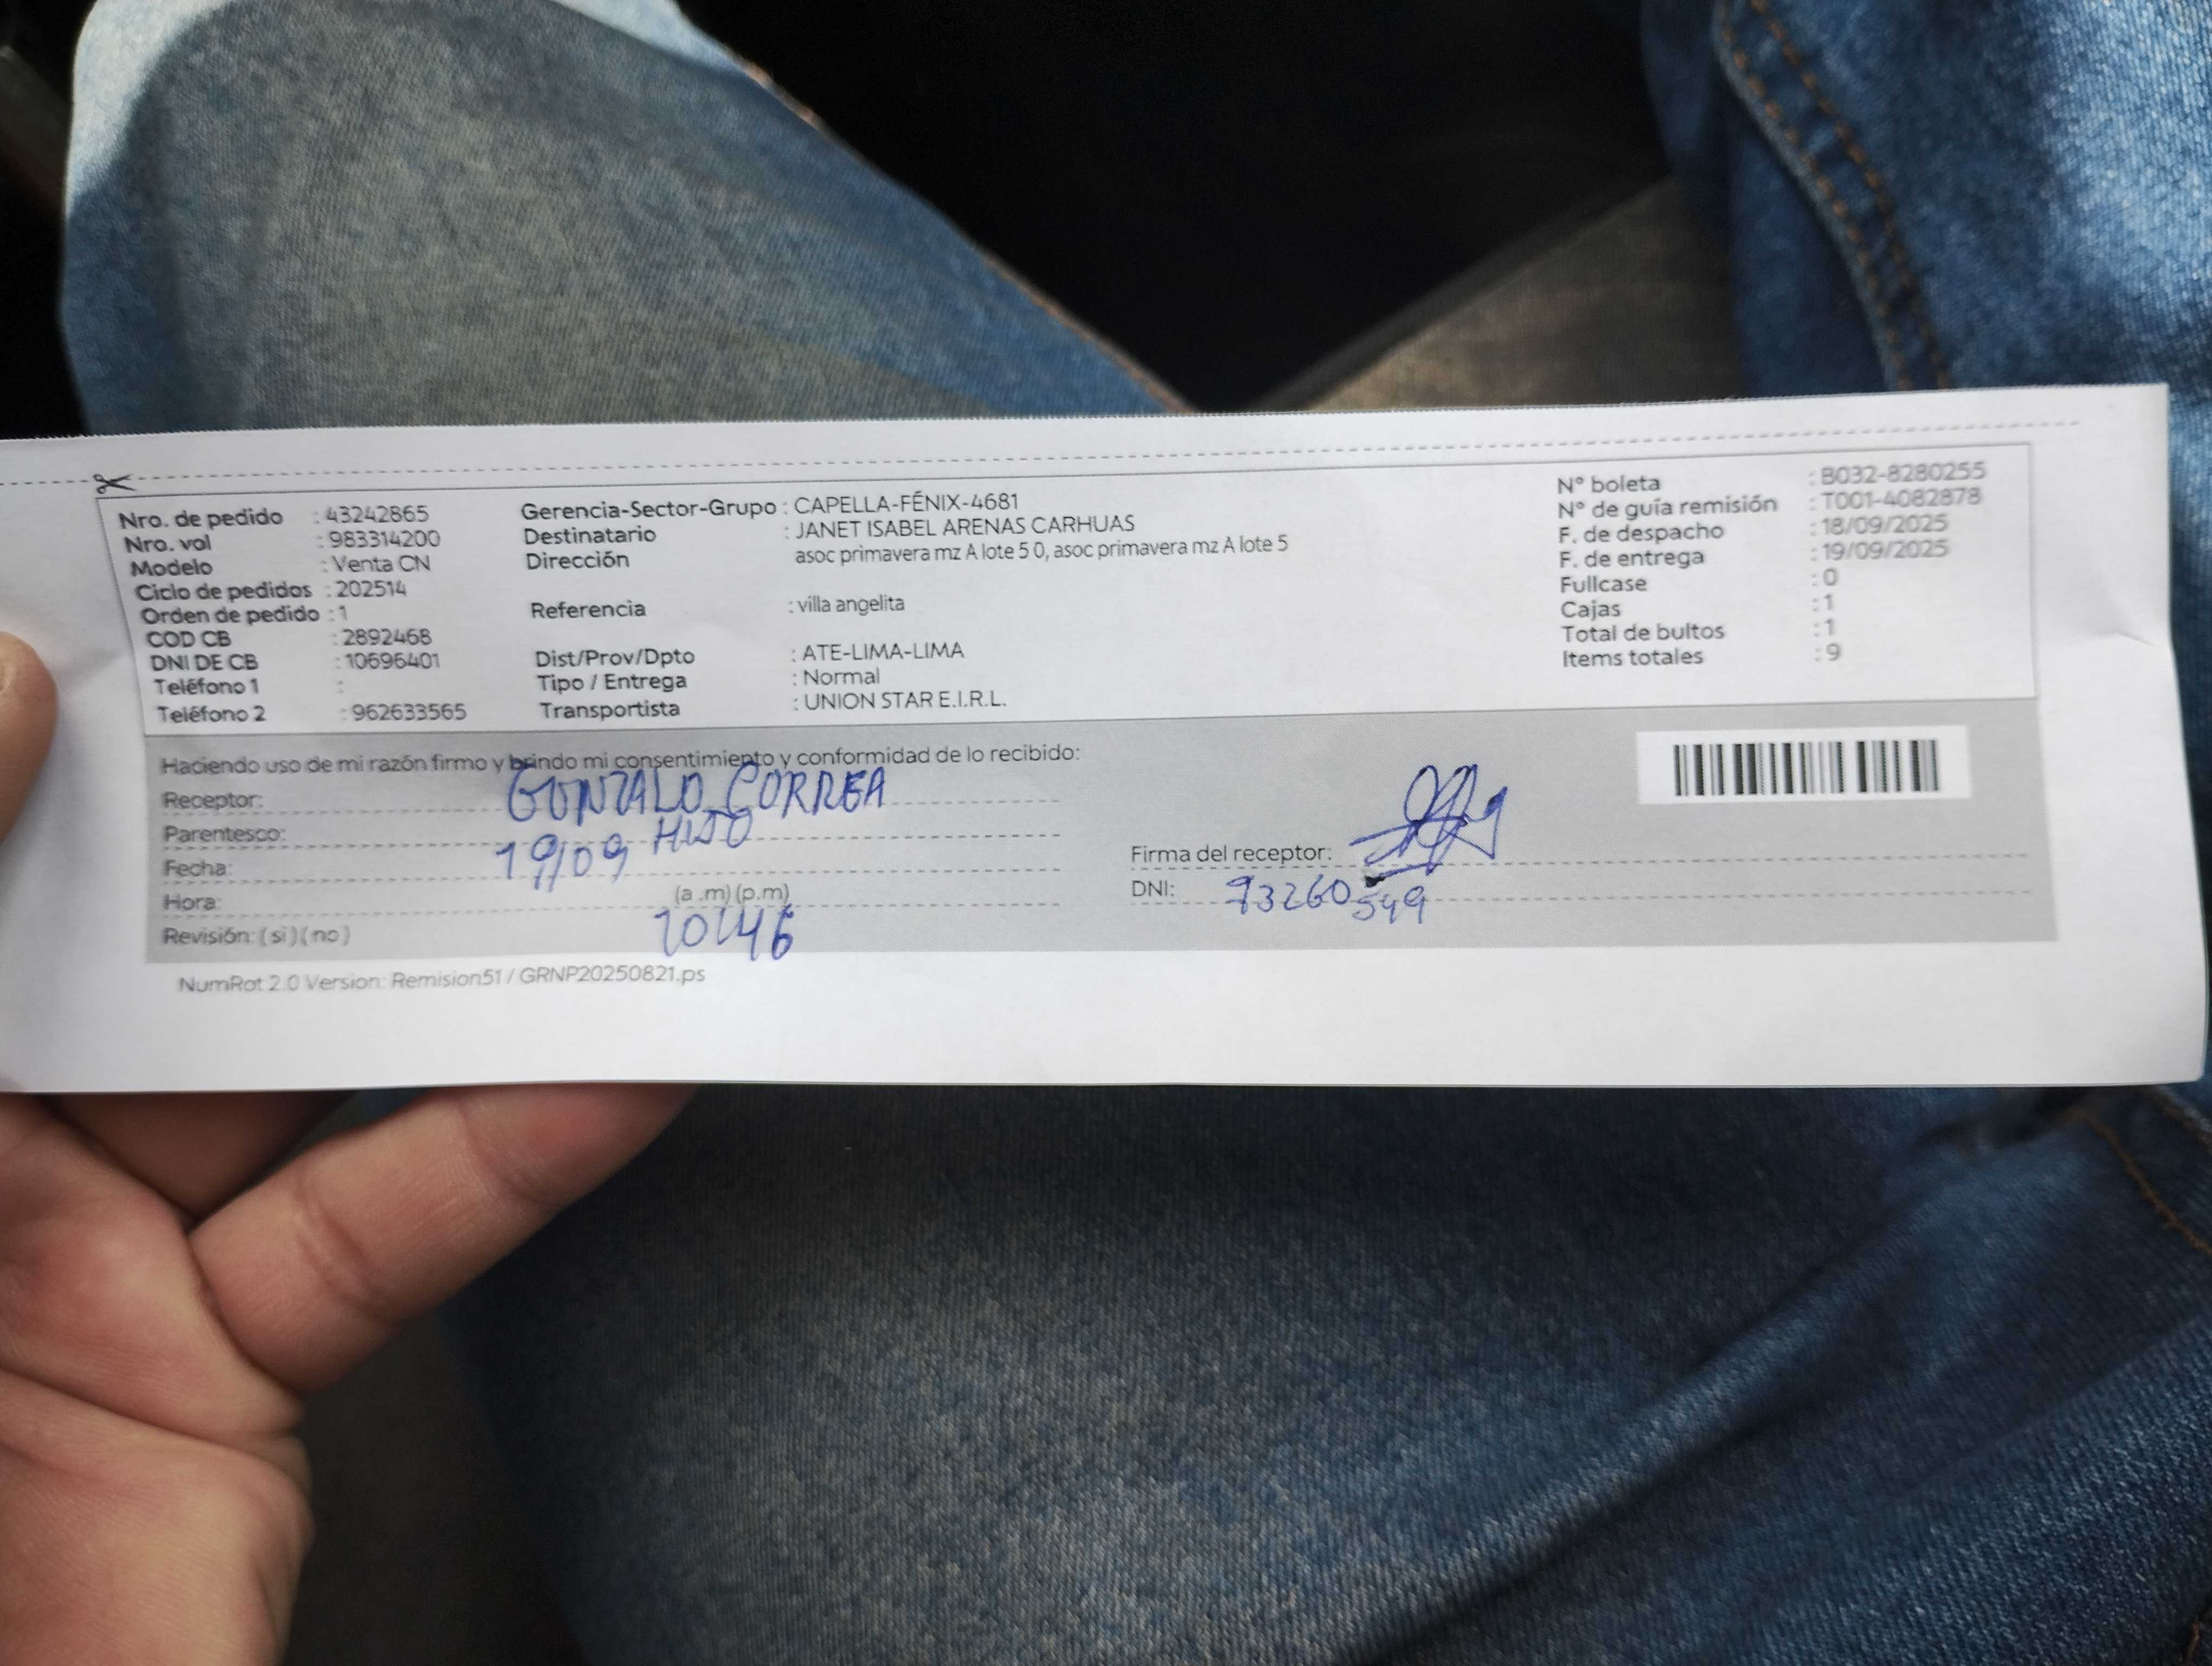 Nro. de pedido : 43242865
Nro. vol : 983314200
Modelo : Venta CN
Ciclo de pedidos : 202514
Orden de pedido : 1
COD CB : 2892468
DNI DE CB : 10696401
Teléfono 1 :
Teléfono 2 : 962633565
Gerencia-Sector-Grupo : CAPELLA-FÉNIX-4681
Destinatario : JANET ISABEL ARENAS CARHUAS
Dirección asoc primavera mz A lote 5 0, asoc primavera mz A lote 5
Referencia : villa angelita
Dist/Prov/Dpto : ATE-LIMA-LIMA
Tipo / Entrega : Normal
Transportista : UNION STAR E.I.R.L.
N° boleta : B032-8280255
N° de guía remisión : T001-4082878
F. de despacho : 18/09/2025
F. de entrega : 19/09/2025
Fullcase : 0
Cajas : 1
Total de bultos : 1
Items totales : 9
Haciendo uso de mi razón firmo y brindo mi consentimiento y conformidad de lo recibido:
Receptor: GONZALO CORREA
Parentesco: HIJO
Fecha: 19/09
Hora: (a .m) (p.m)
10:46
Revisión: ( si ) ( no )
Firma del receptor:
DNI: 93260549
NumRot 2.0 Version: Remision51 / GRNP20250821.ps